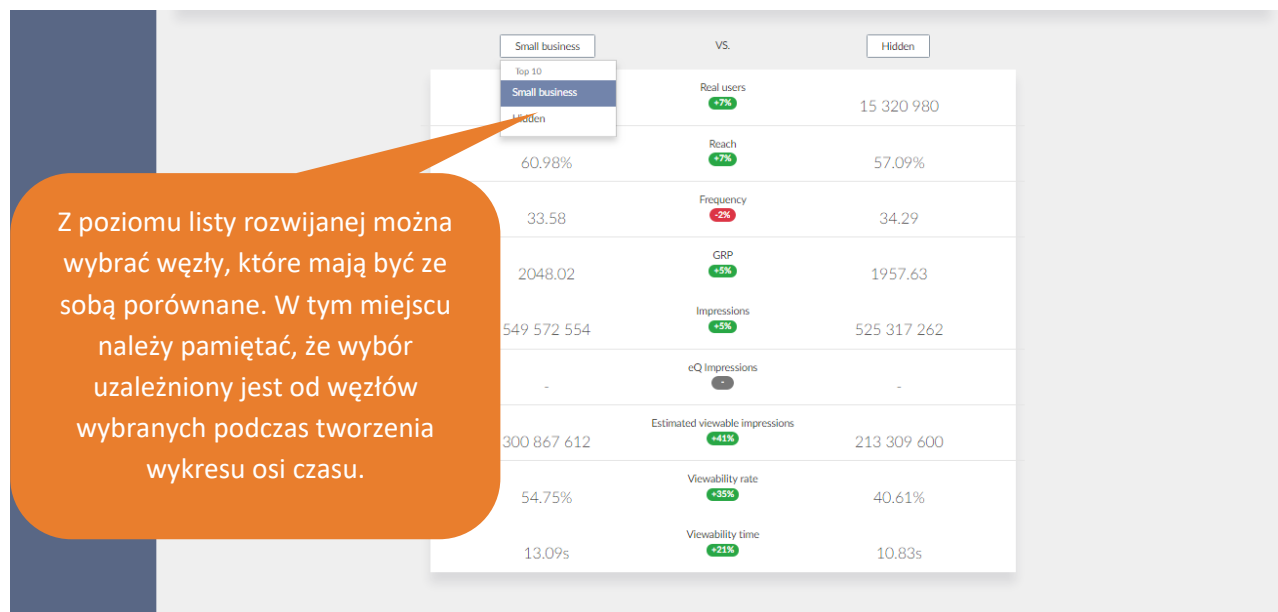 Small business VS. Hidden
Top 10
Small business
Hidden
Real users
+7% 15 320 980
Reach
60.98% +7% 57.09%
Frequency
33.58 -2% 34.29
GRP
2048.02 +5% 1957.63
Impressions
549 572 554 +5% 525 317 262
eQ Impressions
- - -
Estimated viewable impressions
300 867 612 +41% 213 309 600
Viewability rate
54.75% +35% 40.61%
Viewability time
13.09s +21% 10.83s
Z poziomu listy rozwijanej można
wybrać węzły, które mają być ze
sobą porównane. W tym miejscu
należy pamiętać, że wybór
uzależniony jest od węzłów
wybranych podczas tworzenia
wykresu osi czasu.